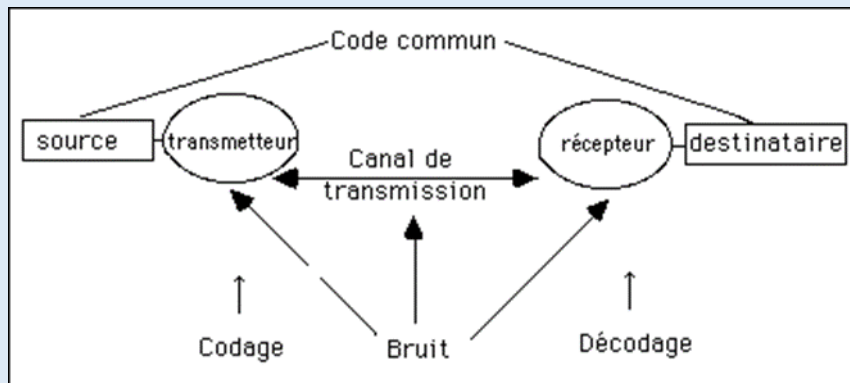 Code commun
source
transmetteur
Canal de
transmission
récepteur
destinataire
Codage
Bruit
Décodage